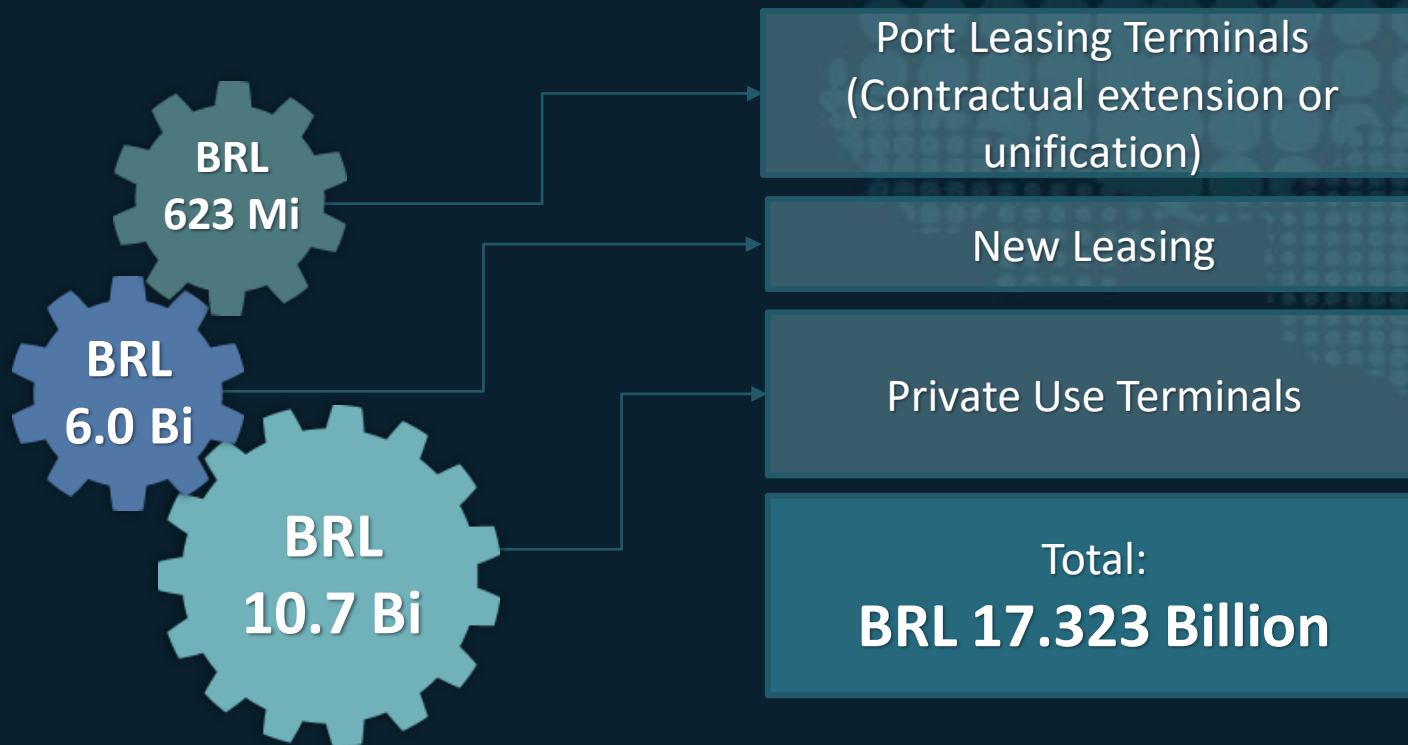 BRL
623 Mi
Port Leasing Terminals
(Contractual extension or
unification)
BRL
6.0 Bi
New Leasing
BRL
10.7 Bi
Private Use Terminals
Total:
BRL 17.323 Billion